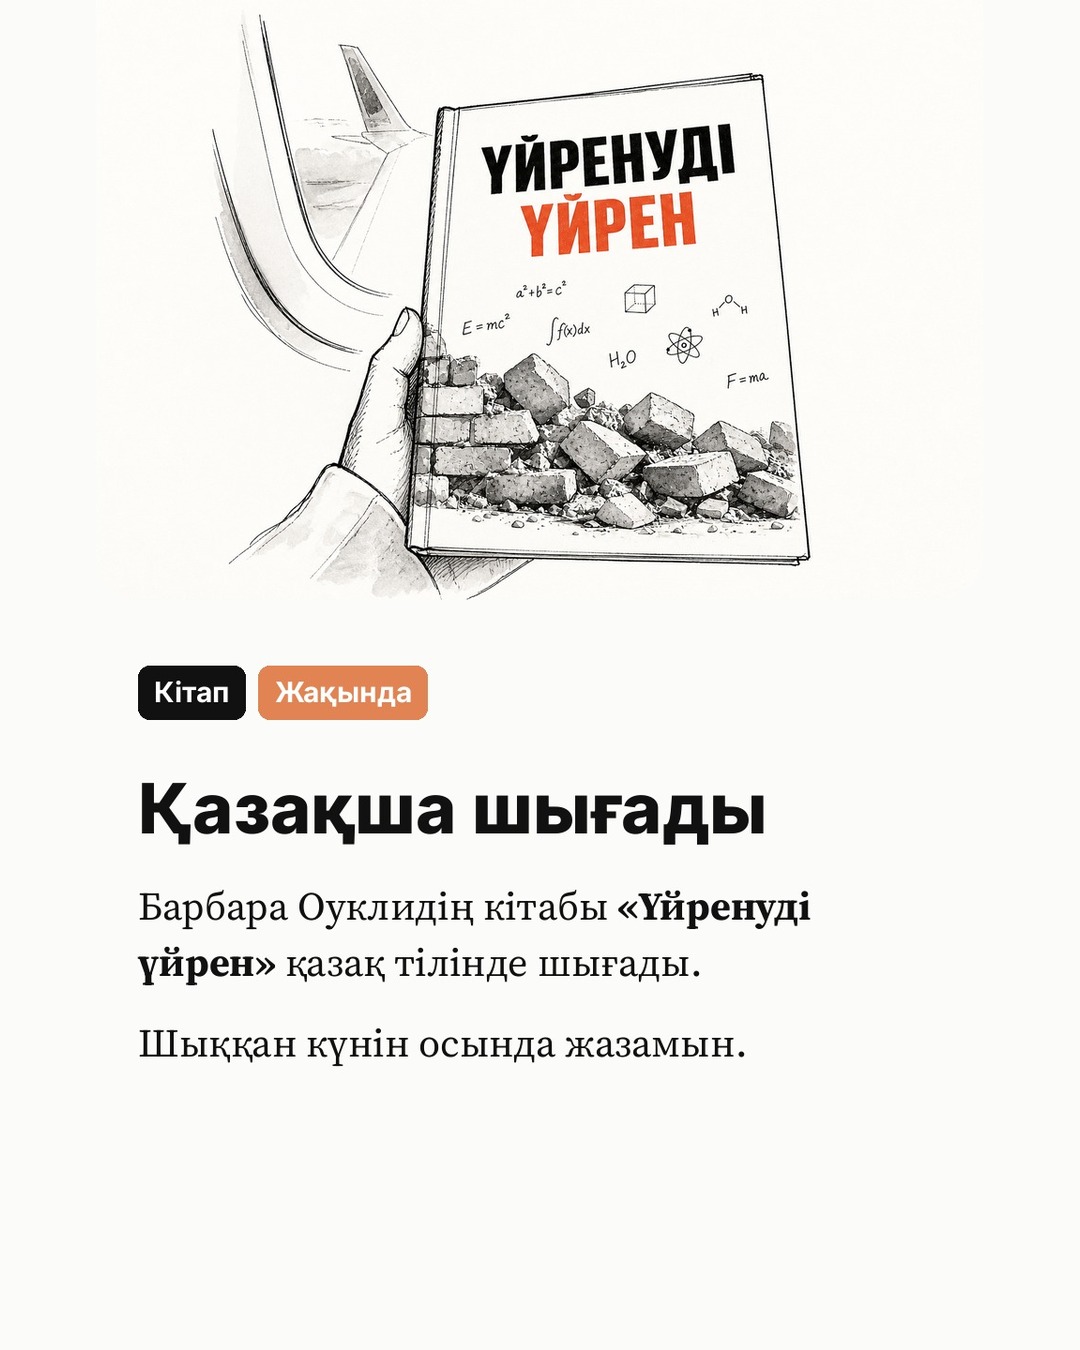 ҮЙРЕНУДІ
ҮЙРЕН
a²+b²=c²
E=mc²
∫f(x)dx
H O H
H₂O
F=ma
Кітап Жақында
Қазақша шығады
Барбара Оуклидің кітабы «Үйренуді
үйрен» қазақ тілінде шығады.
Шыққан күнін осында жазамын.